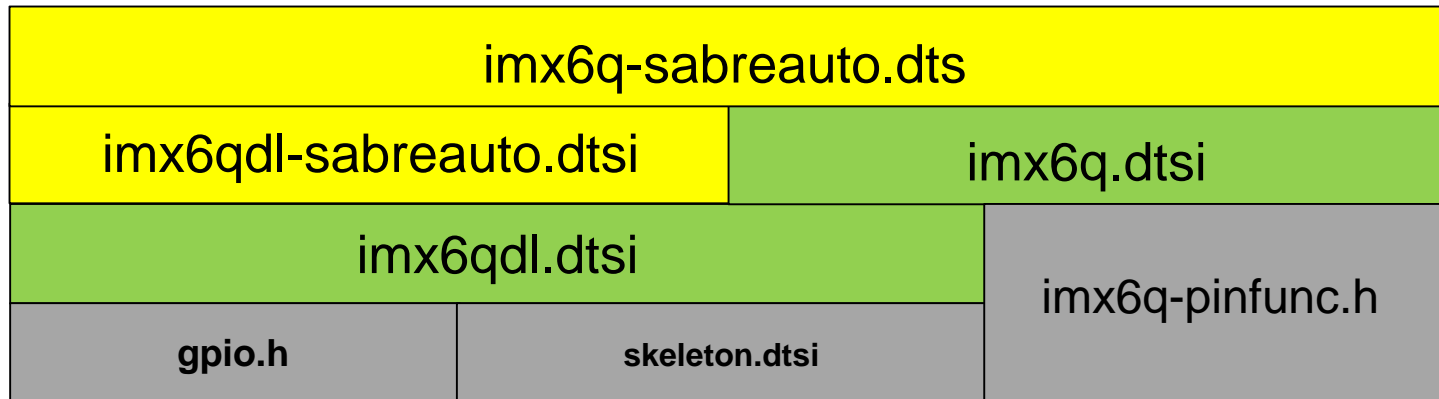 imx6q-sabreauto.dts
imx6qdl-sabreauto.dtsi
imx6q.dtsi
imx6qdl.dtsi
imx6q-pinfunc.h
gpio.h
skeleton.dtsi